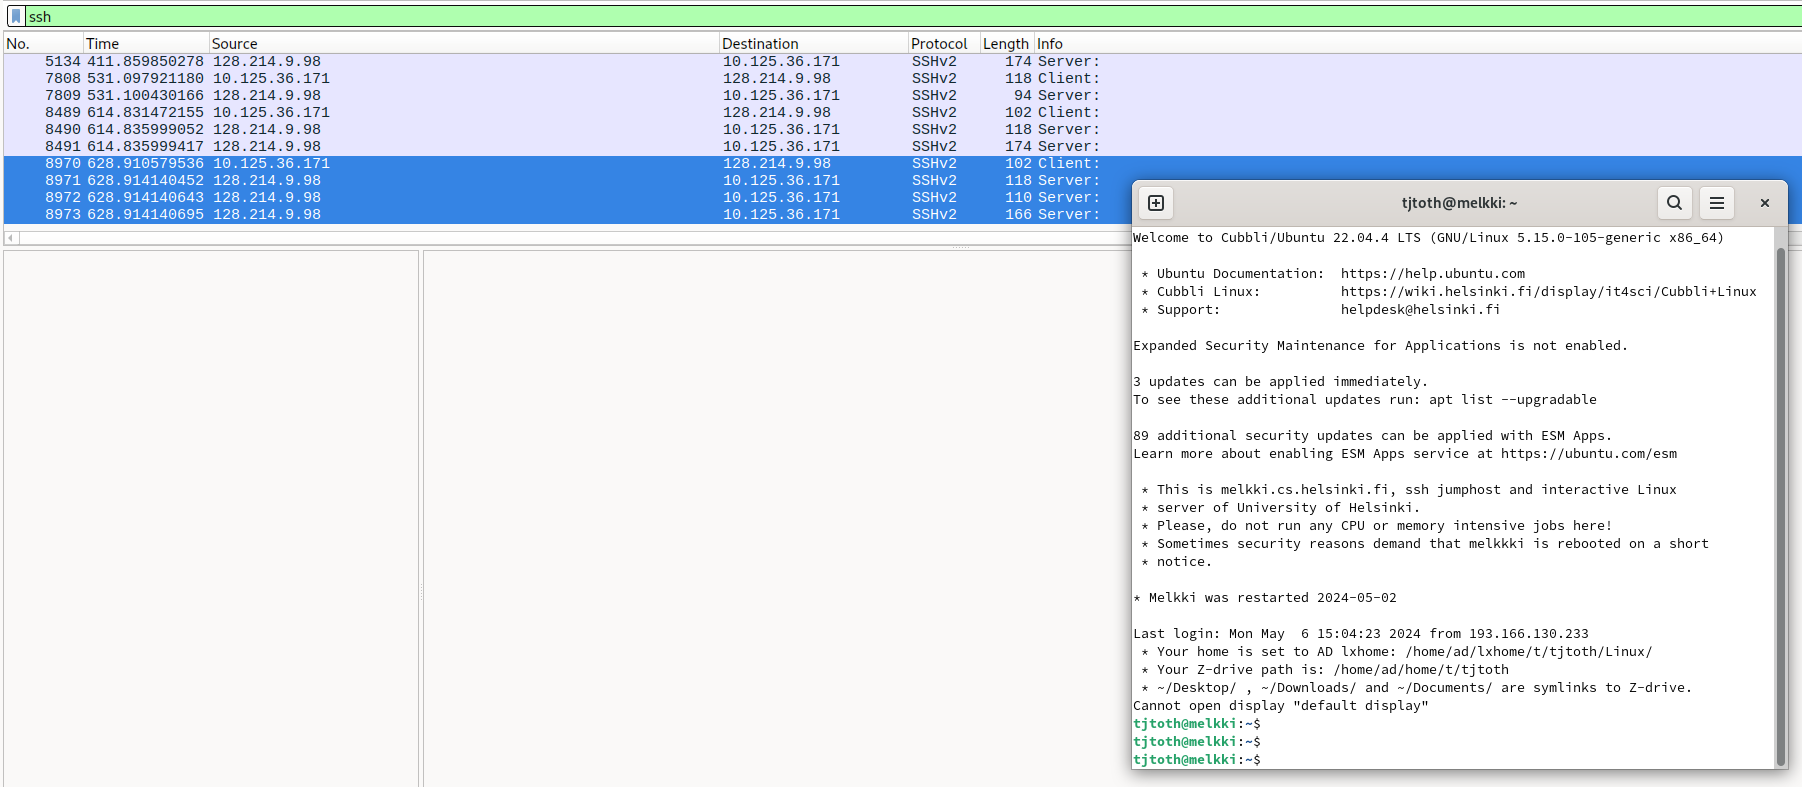 ssh
No. Time Source Destination Protocol Length Info
5134 411.859850278 128.214.9.98 10.125.36.171 SSHv2 174 Server:
7808 531.097921180 10.125.36.171 128.214.9.98 SSHv2 118 Client:
7809 531.100430166 128.214.9.98 10.125.36.171 SSHv2 94 Server:
8489 614.831472155 10.125.36.171 128.214.9.98 SSHv2 102 Client:
8490 614.835999052 128.214.9.98 10.125.36.171 SSHv2 118 Server:
8491 614.835999417 128.214.9.98 10.125.36.171 SSHv2 174 Server:
8970 628.910579536 10.125.36.171 128.214.9.98 SSHv2 102 Client:
8971 628.914140452 128.214.9.98 10.125.36.171 SSHv2 118 Server:
8972 628.914140643 128.214.9.98 10.125.36.171 SSHv2 110 Server:
8973 628.914140695 128.214.9.98 10.125.36.171 SSHv2 166 Server:
tjtoth@melkki: ~
Welcome to Cubbli/Ubuntu 22.04.4 LTS (GNU/Linux 5.15.0-105-generic x86_64)
* Ubuntu Documentation: https://help.ubuntu.com
* Cubbli Linux: https://wiki.helsinki.fi/display/it4sci/Cubbli+Linux
* Support: helpdesk@helsinki.fi
Expanded Security Maintenance for Applications is not enabled.
3 updates can be applied immediately.
To see these additional updates run: apt list --upgradable
89 additional security updates can be applied with ESM Apps.
Learn more about enabling ESM Apps service at https://ubuntu.com/esm
* This is melkki.cs.helsinki.fi, ssh jumphost and interactive Linux
* server of University of Helsinki.
* Please, do not run any CPU or memory intensive jobs here!
* Sometimes security reasons demand that melkkki is rebooted on a short
* notice.
* Melkki was restarted 2024-05-02
Last login: Mon May  6 15:04:23 2024 from 193.166.130.233
* Your home is set to AD lxhome: /home/ad/lxhome/t/tjtoth/Linux/
* Your Z-drive path is: /home/ad/home/t/tjtoth
* ~/Desktop/ , ~/Downloads/ and ~/Documents/ are symlinks to Z-drive.
Cannot open display "default display"
tjtoth@melkki:~$
tjtoth@melkki:~$
tjtoth@melkki:~$